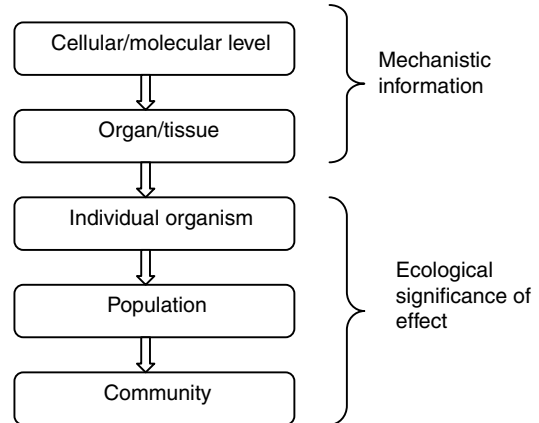 Cellular/molecular level
Organ/tissue
Individual organism
Population
Community
Mechanistic
information
Ecological
significance of
effect